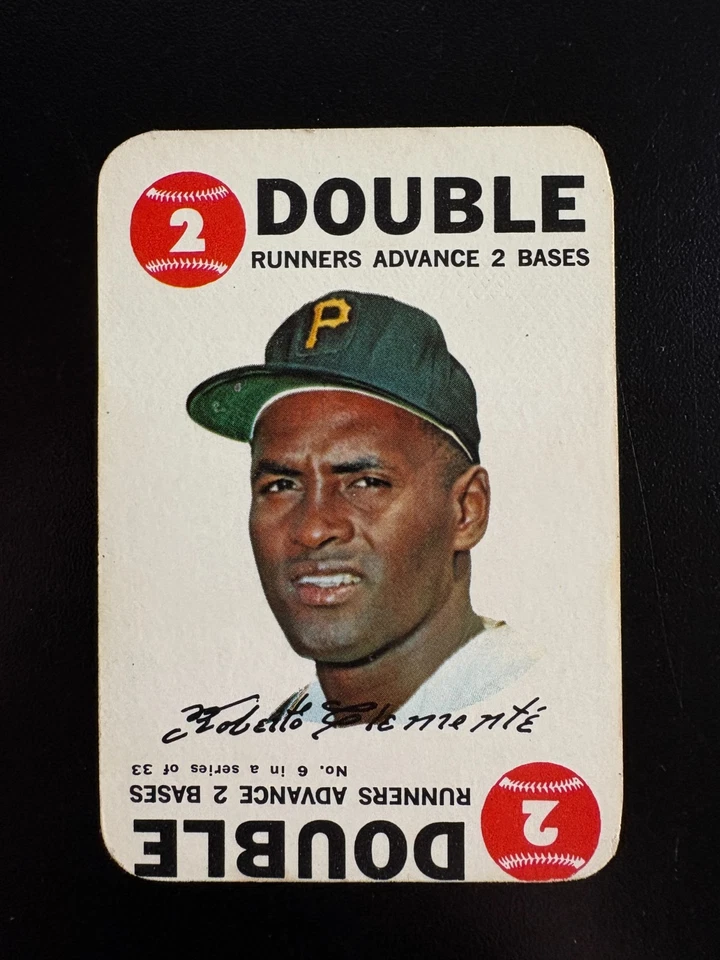 2
DOUBLE
RUNNERS ADVANCE 2 BASES
P
Roberto Clemente
No. 6 in a series of 33
RUNNERS ADVANCE 2 BASES
DOUBLE
2